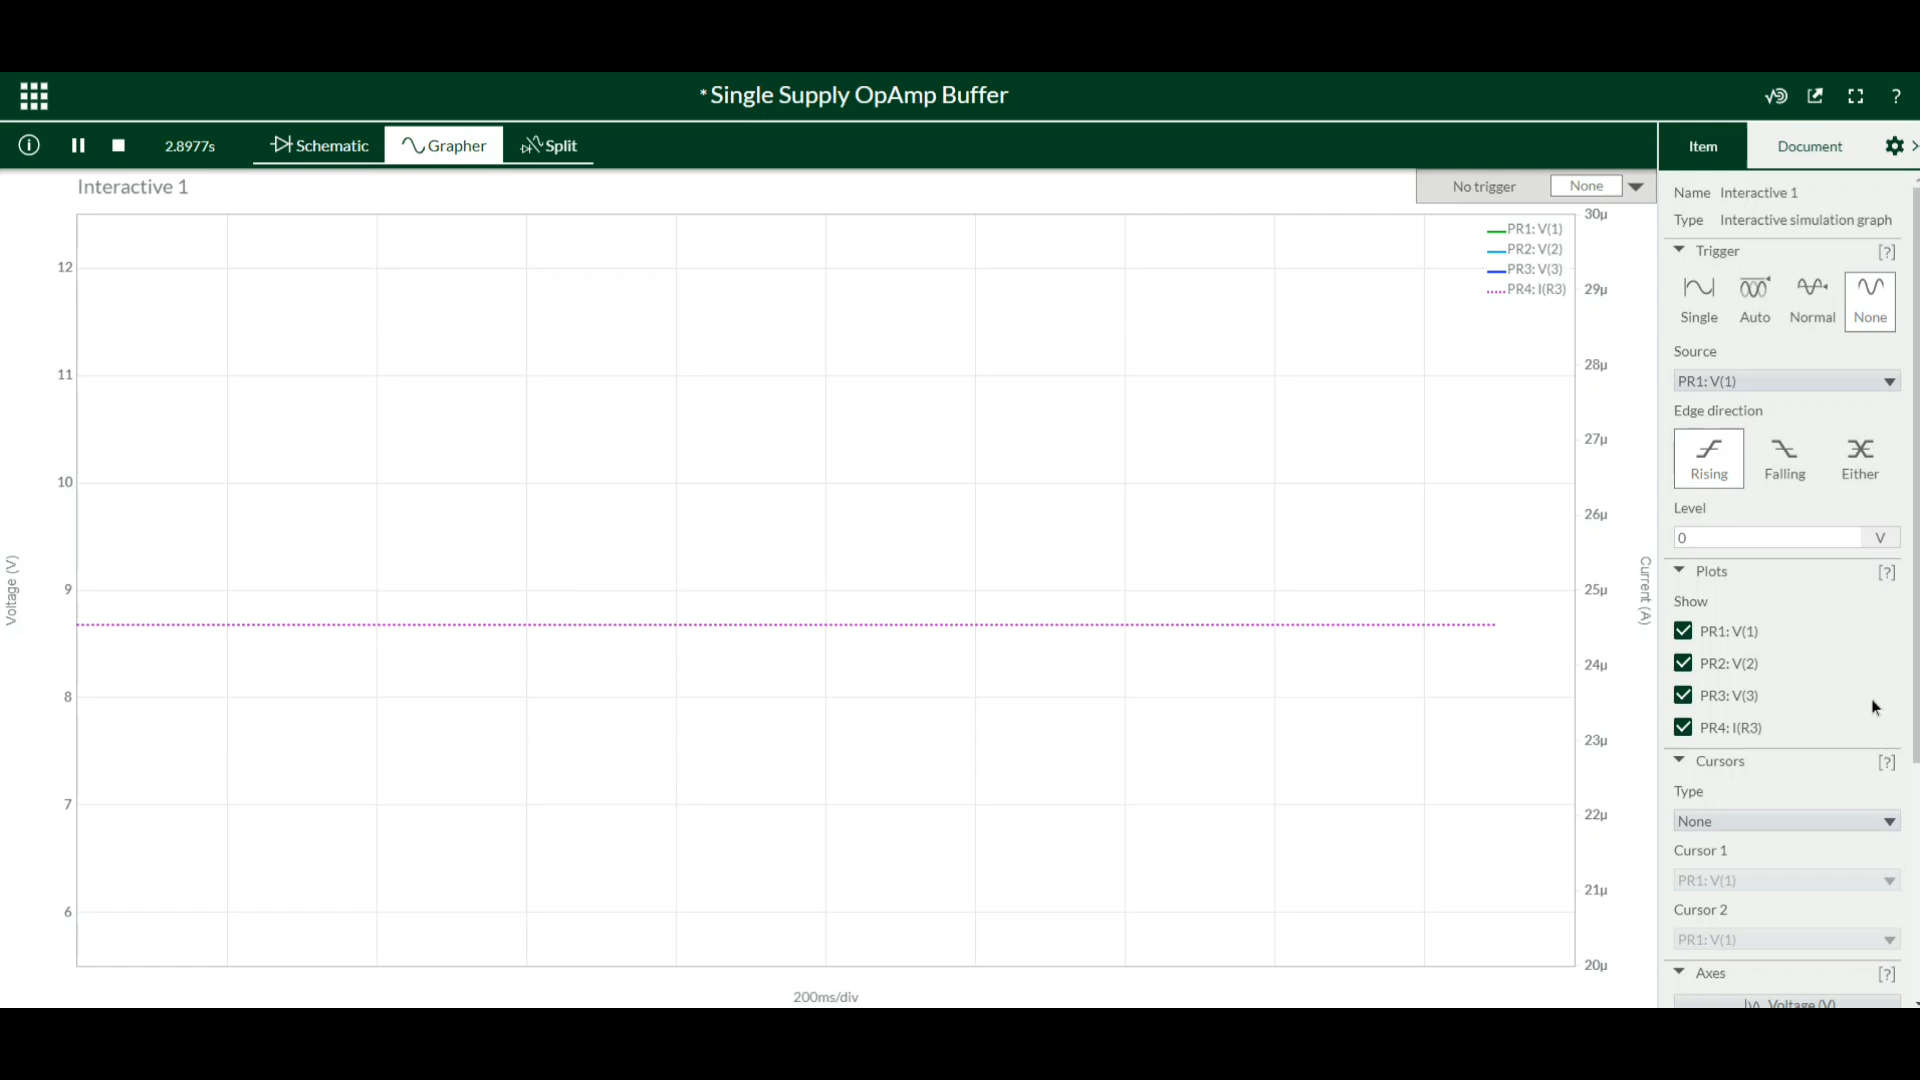 *Single Supply OpAmp Buffer
?
2.8977s
Schematic
Grapher
Split
Item
Document
Interactive 1
No trigger
None
PR1: V(1)
PR2: V(2)
PR3: V(3)
PR4: I(R3)
12
11
10
9
8
7
6
Voltage (V)
30μ
29μ
28μ
27μ
26μ
25μ
24μ
23μ
22μ
21μ
20μ
Current (A)
200ms/div
Name Interactive 1
Type Interactive simulation graph
Trigger [?]
Single Auto Normal None
Source
PR1: V(1)
Edge direction
Rising Falling Either
Level
0 V
Plots [?]
Show
PR1: V(1)
PR2: V(2)
PR3: V(3)
PR4: I(R3)
Cursors [?]
Type
None
Cursor 1
PR1: V(1)
Cursor 2
PR1: V(1)
Axes [?]
Voltage (V)